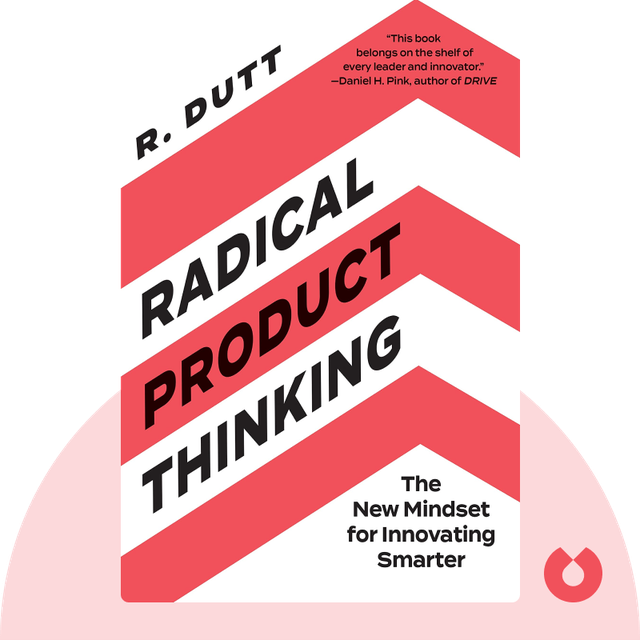 R. DUTT
“This book
belongs on the shelf of
every leader and innovator.”
—Daniel H. Pink, author of DRIVE
RADICAL
PRODUCT
THINKING
The
New Mindset
for Innovating
Smarter